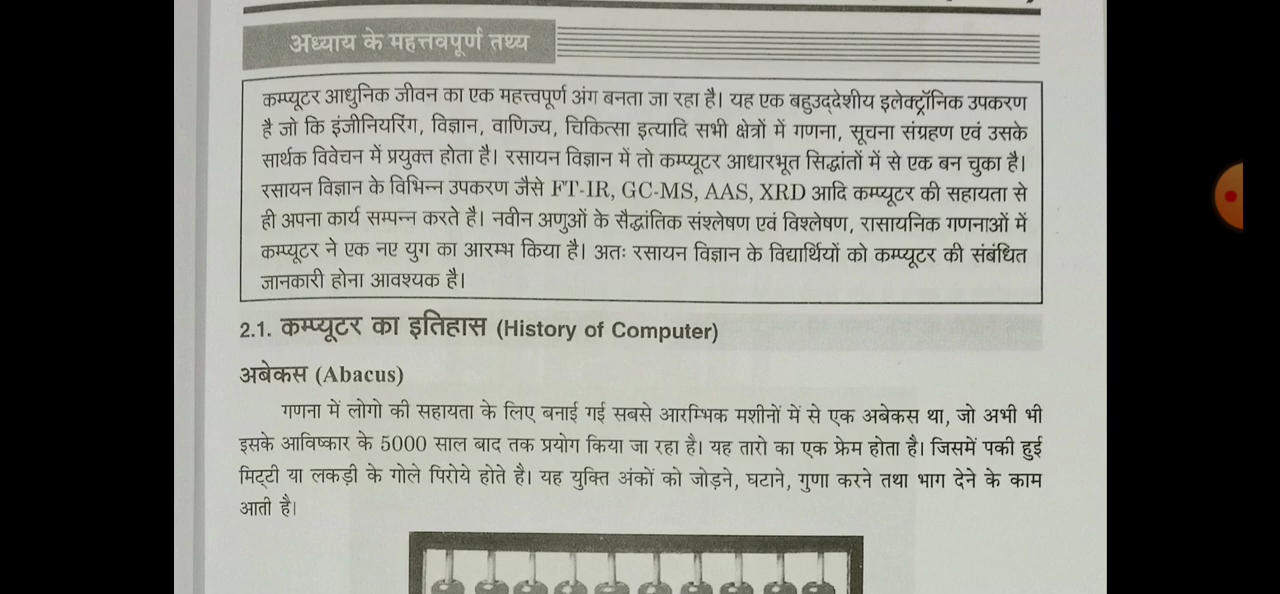 अध्याय के महत्तवपूर्ण तथ्य
कम्प्यूटर आधुनिक जीवन का एक महत्त्वपूर्ण अंग बनता जा रहा है। यह एक बहुउद्देशीय इलेक्ट्रॉनिक उपकरण
है जो कि इंजीनियरिंग, विज्ञान, वाणिज्य, चिकित्सा इत्यादि सभी क्षेत्रों में गणना, सूचना संग्रहण एवं उसके
सार्थक विवेचन में प्रयुक्त होता है। रसायन विज्ञान में तो कम्प्यूटर आधारभूत सिद्धांतों में से एक बन चुका है।
रसायन विज्ञान के विभिन्न उपकरण जैसे FT-IR, GC-MS, AAS, XRD आदि कम्प्यूटर की सहायता से
ही अपना कार्य सम्पन्न करते है। नवीन अणुओं के सैद्धांतिक संश्लेषण एवं विश्लेषण, रासायनिक गणनाओं में
कम्प्यूटर ने एक नए युग का आरम्भ किया है। अतः रसायन विज्ञान के विद्यार्थियों को कम्प्यूटर की संबंधित
जानकारी होना आवश्यक है।
2.1. कम्प्यूटर का इतिहास (History of Computer)
अबेकस (Abacus)
गणना में लोगो की सहायता के लिए बनाई गई सबसे आरम्भिक मशीनों में से एक अबेकस था, जो अभी भी
इसके आविष्कार के 5000 साल बाद तक प्रयोग किया जा रहा है। यह तारो का एक फ्रेम होता है। जिसमें पकी हुई
मिट्टी या लकड़ी के गोले पिरोये होते है। यह युक्ति अंकों को जोड़ने, घटाने, गुणा करने तथा भाग देने के काम
आती है।